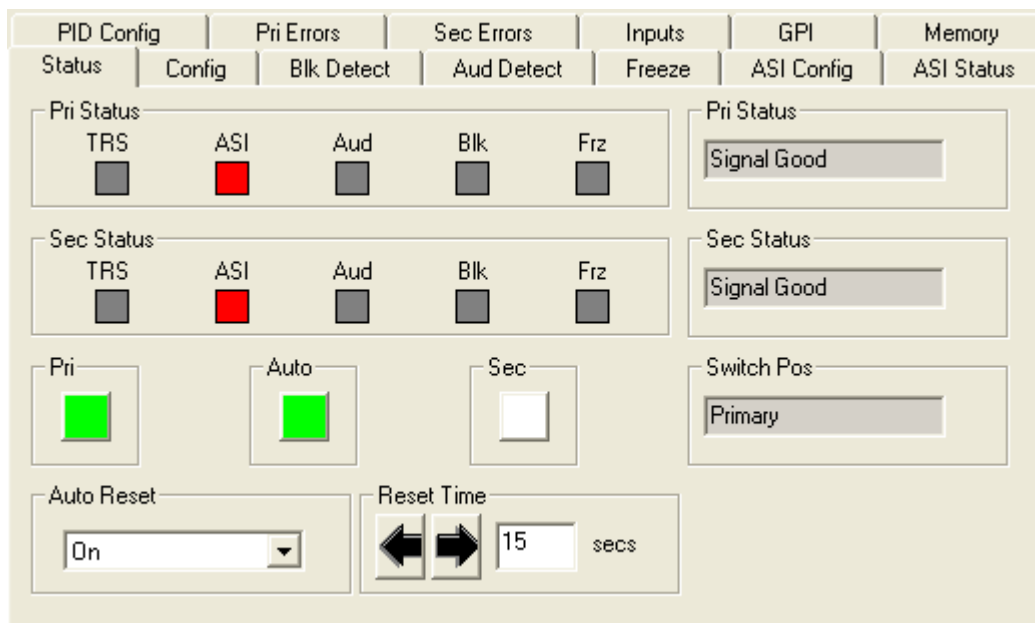 PID Config Pri Errors Sec Errors Inputs GPI Memory
Status Config Blk Detect Aud Detect Freeze ASI Config ASI Status
Pri Status Pri Status
TRS ASI Aud Blk Frz
Signal Good
Sec Status Sec Status
TRS ASI Aud Blk Frz
Signal Good
Pri Auto Sec Switch Pos
Primary
Auto Reset Reset Time
On 15 secs